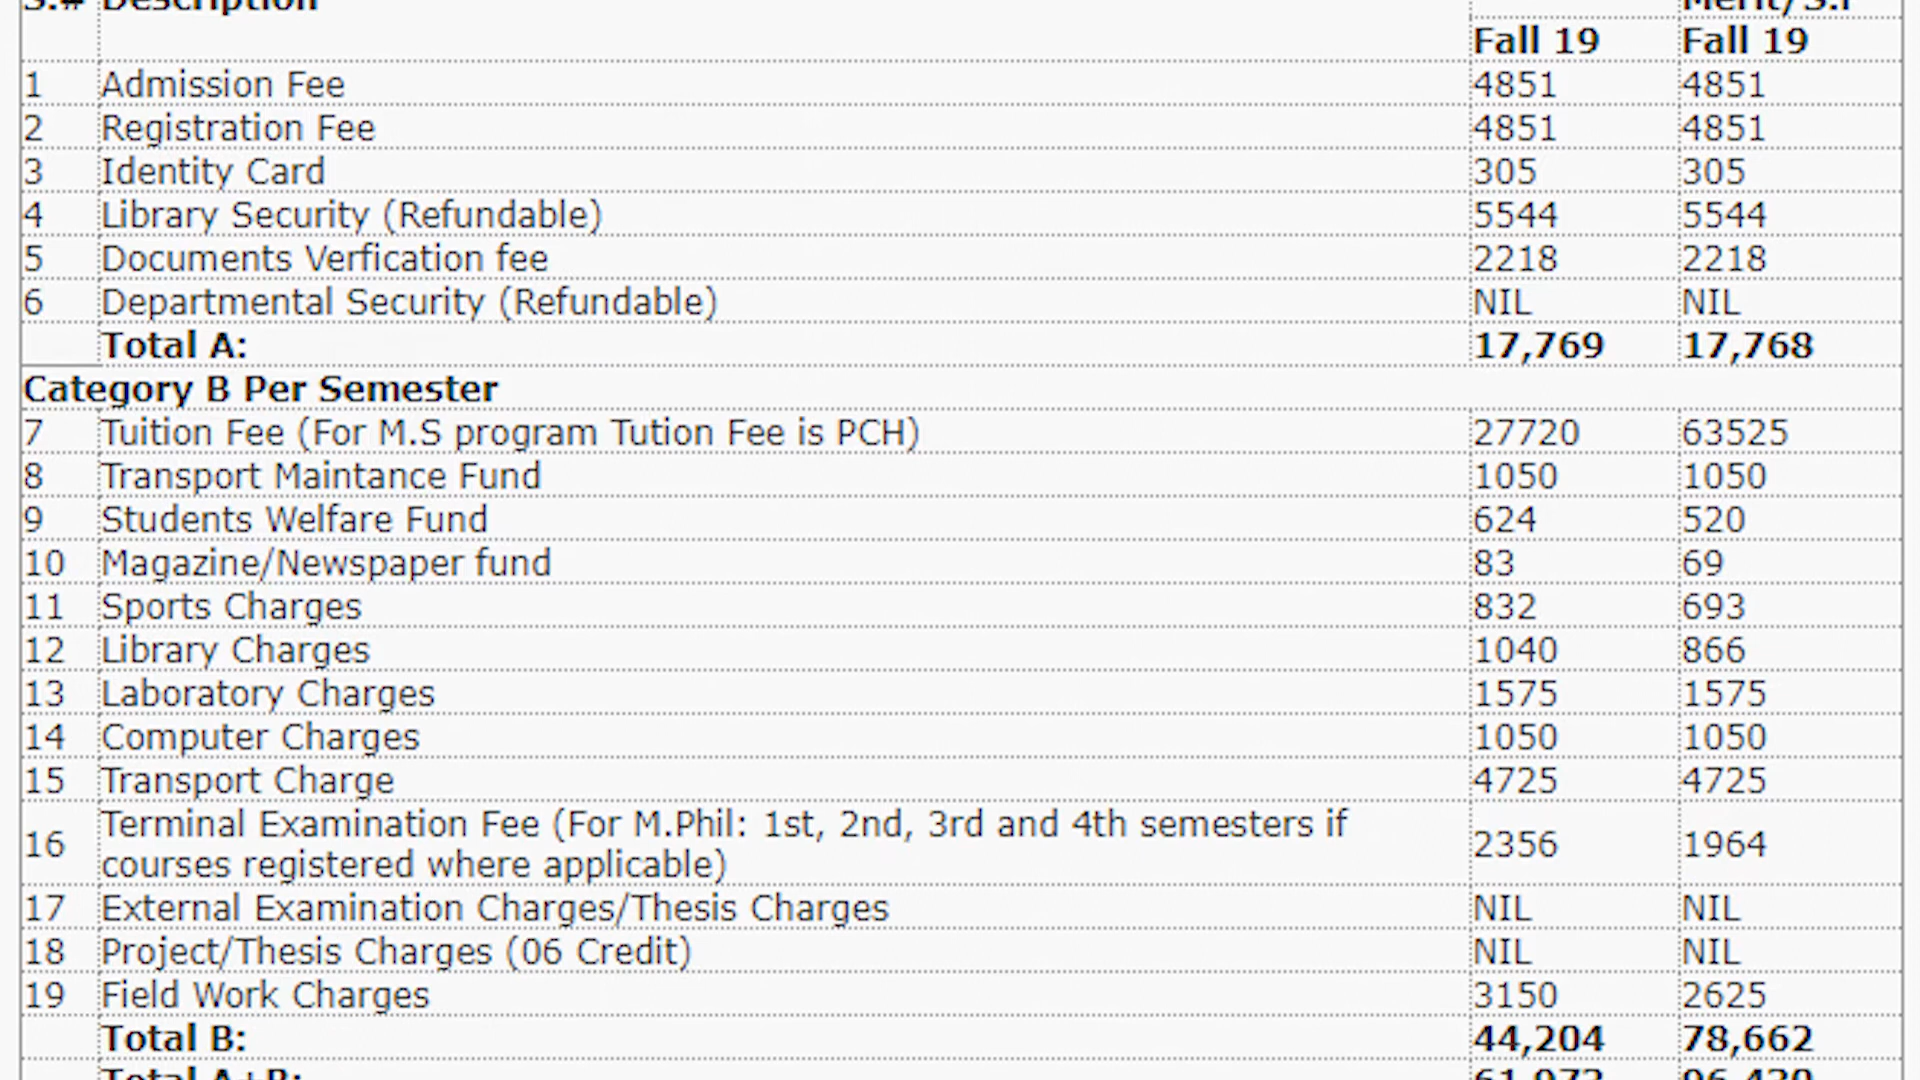 S.# Description Merit/S.F
Fall 19 Fall 19
1 Admission Fee 4851 4851
2 Registration Fee 4851 4851
3 Identity Card 305 305
4 Library Security (Refundable) 5544 5544
5 Documents Verfication fee 2218 2218
6 Departmental Security (Refundable) NIL NIL
Total A: 17,769 17,768
Category B Per Semester
7 Tuition Fee (For M.S program Tution Fee is PCH) 27720 63525
8 Transport Maintance Fund 1050 1050
9 Students Welfare Fund 624 520
10 Magazine/Newspaper fund 83 69
11 Sports Charges 832 693
12 Library Charges 1040 866
13 Laboratory Charges 1575 1575
14 Computer Charges 1050 1050
15 Transport Charge 4725 4725
16 Terminal Examination Fee (For M.Phil: 1st, 2nd, 3rd and 4th semesters if
courses registered where applicable) 2356 1964
17 External Examination Charges/Thesis Charges NIL NIL
18 Project/Thesis Charges (06 Credit) NIL NIL
19 Field Work Charges 3150 2625
Total B: 44,204 78,662
Total A+B: 61,973 96,430